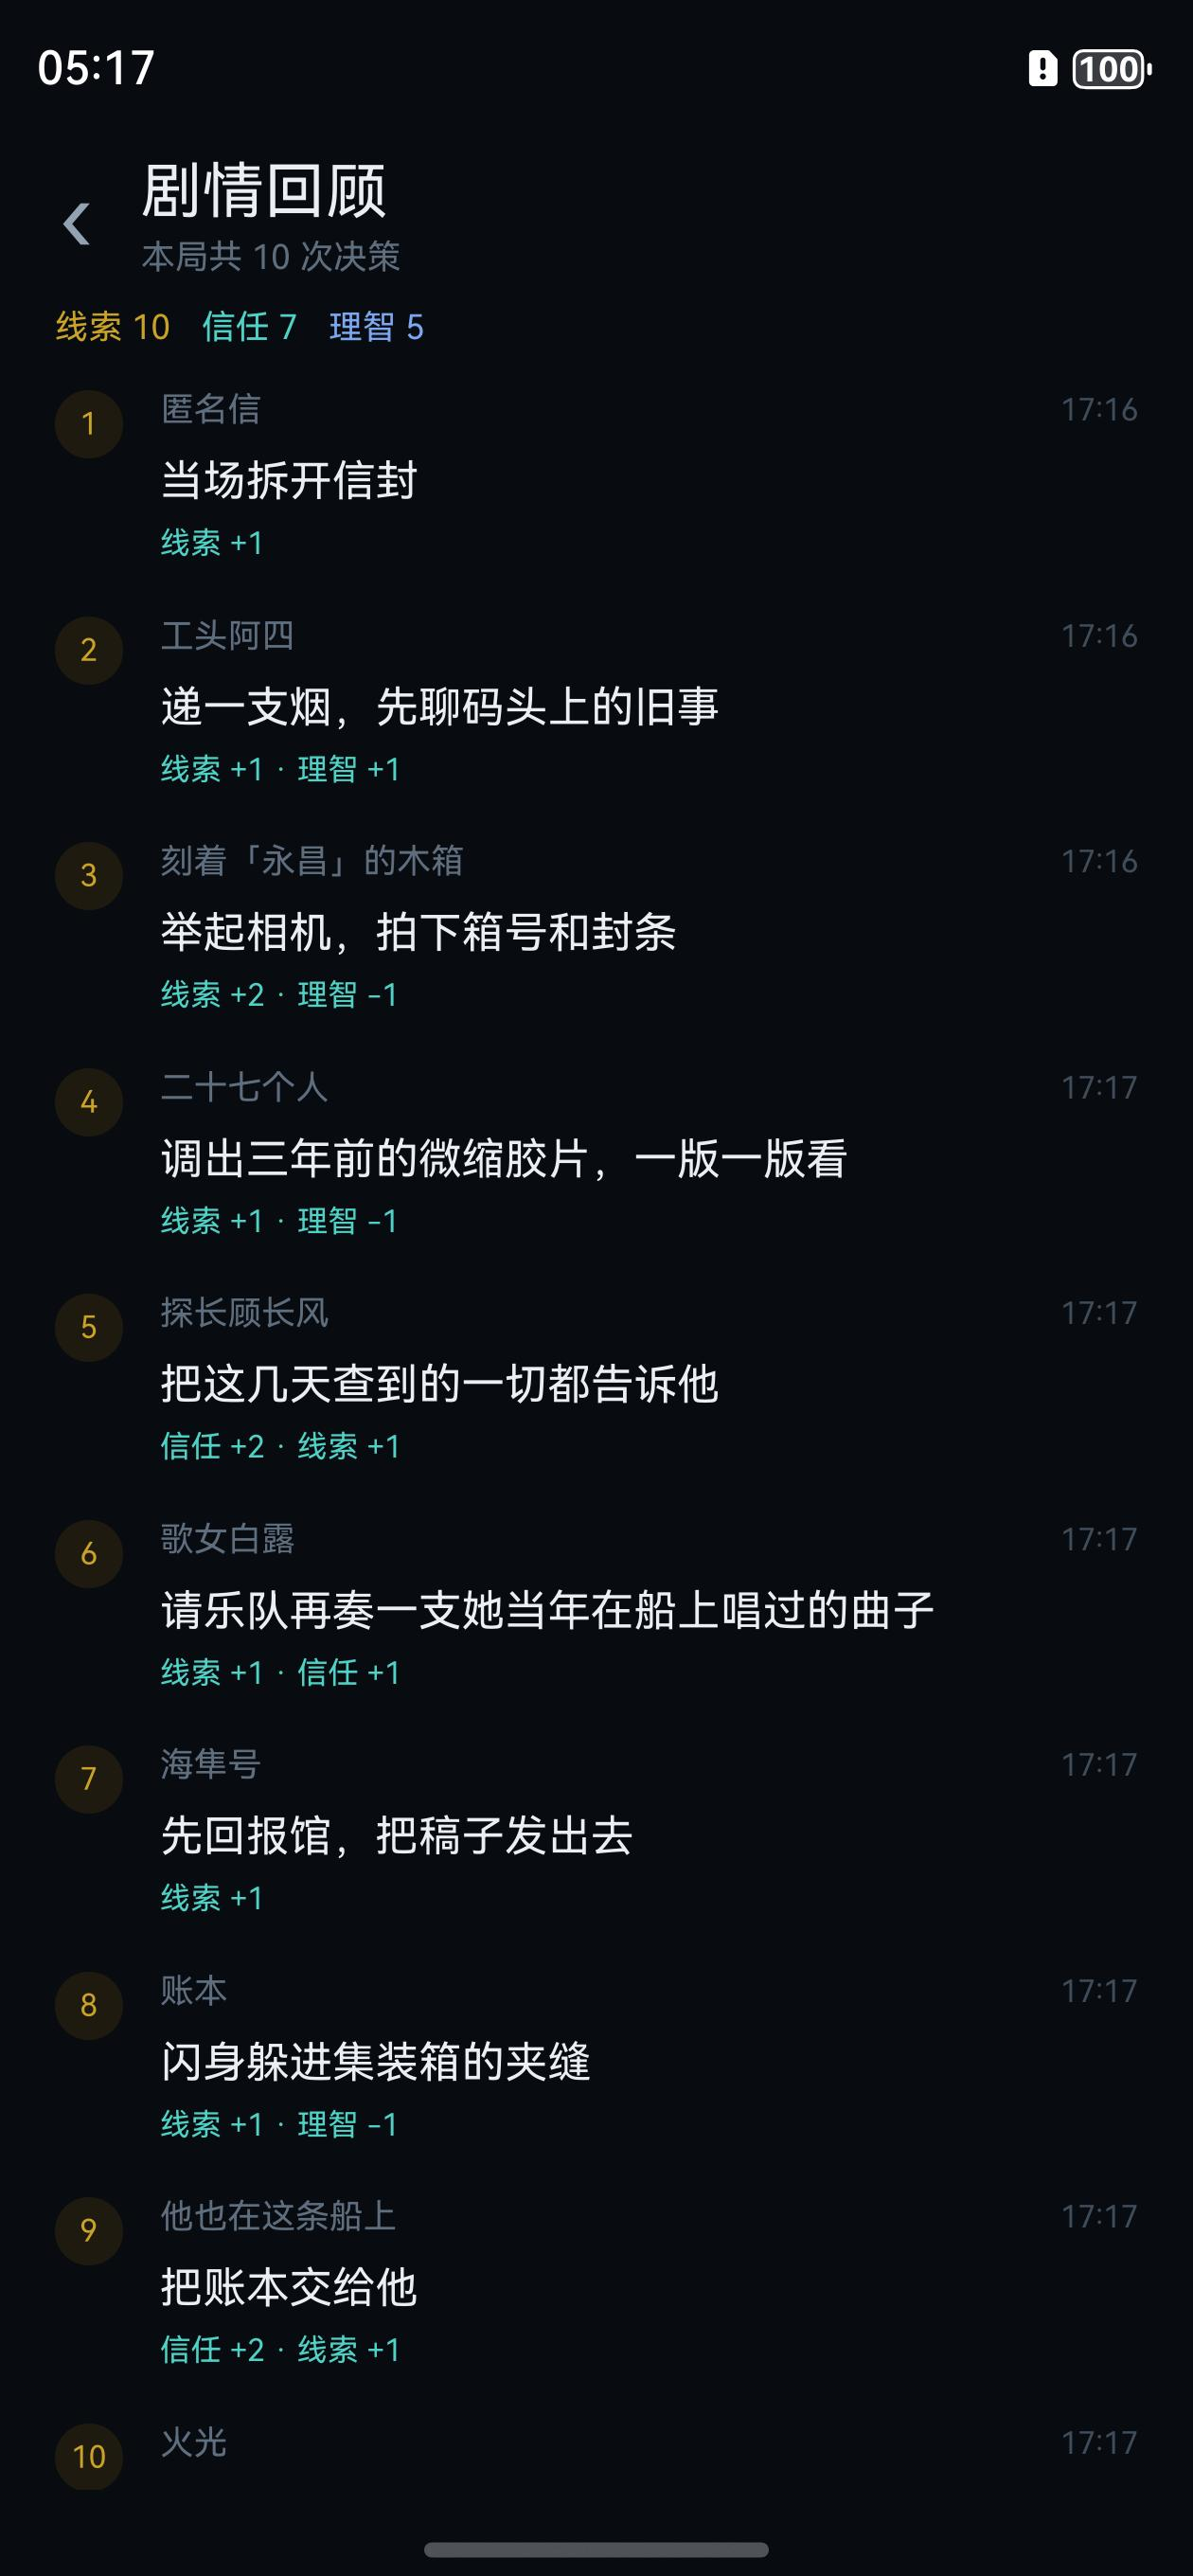 05:17
100
剧情回顾
本局共 10 次决策
线索 10 信任 7 理智 5
1 匿名信 17:16
当场拆开信封
线索 +1
2 工头阿四 17:16
递一支烟，先聊码头上的旧事
线索 +1 · 理智 +1
3 刻着「永昌」的木箱 17:16
举起相机，拍下箱号和封条
线索 +2 · 理智 -1
4 二十七个人 17:17
调出三年前的微缩胶片，一版一版看
线索 +1 · 理智 -1
5 探长顾长风 17:17
把这几天查到的一切都告诉他
信任 +2 · 线索 +1
6 歌女白露 17:17
请乐队再奏一支她当年在船上唱过的曲子
线索 +1 · 信任 +1
7 海隼号 17:17
先回报馆，把稿子发出去
线索 +1
8 账本 17:17
闪身躲进集装箱的夹缝
线索 +1 · 理智 -1
9 他也在这条船上 17:17
把账本交给他
信任 +2 · 线索 +1
10 火光 17:17